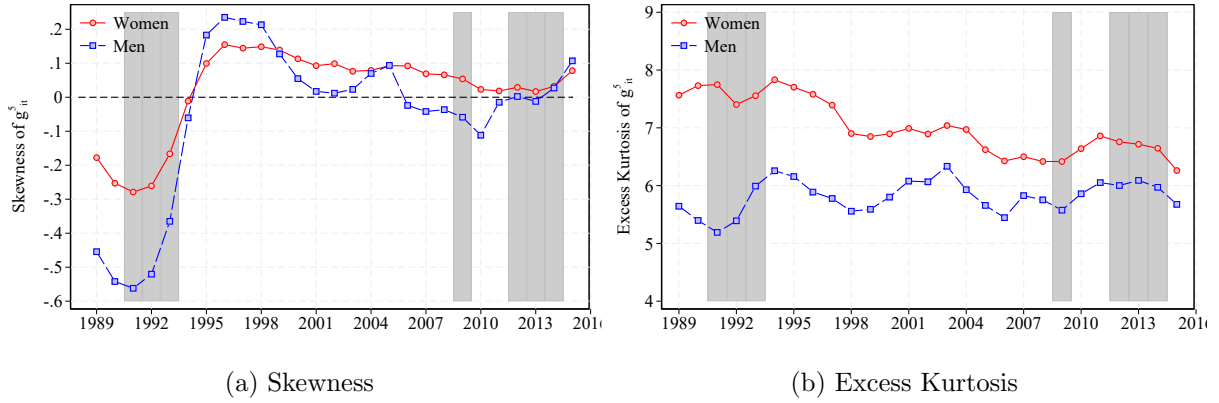 Skewness of g⁵ᵢₜ
.2
.1
0
-.1
-.2
-.3
-.4
-.5
-.6
Women
Men
1989 1992 1995 1998 2001 2004 2007 2010 2013 2016
(a) Skewness
Excess Kurtosis of g⁵ᵢₜ
9
8
7
6
5
4
Women
Men
1989 1992 1995 1998 2001 2004 2007 2010 2013 2016
(b) Excess Kurtosis